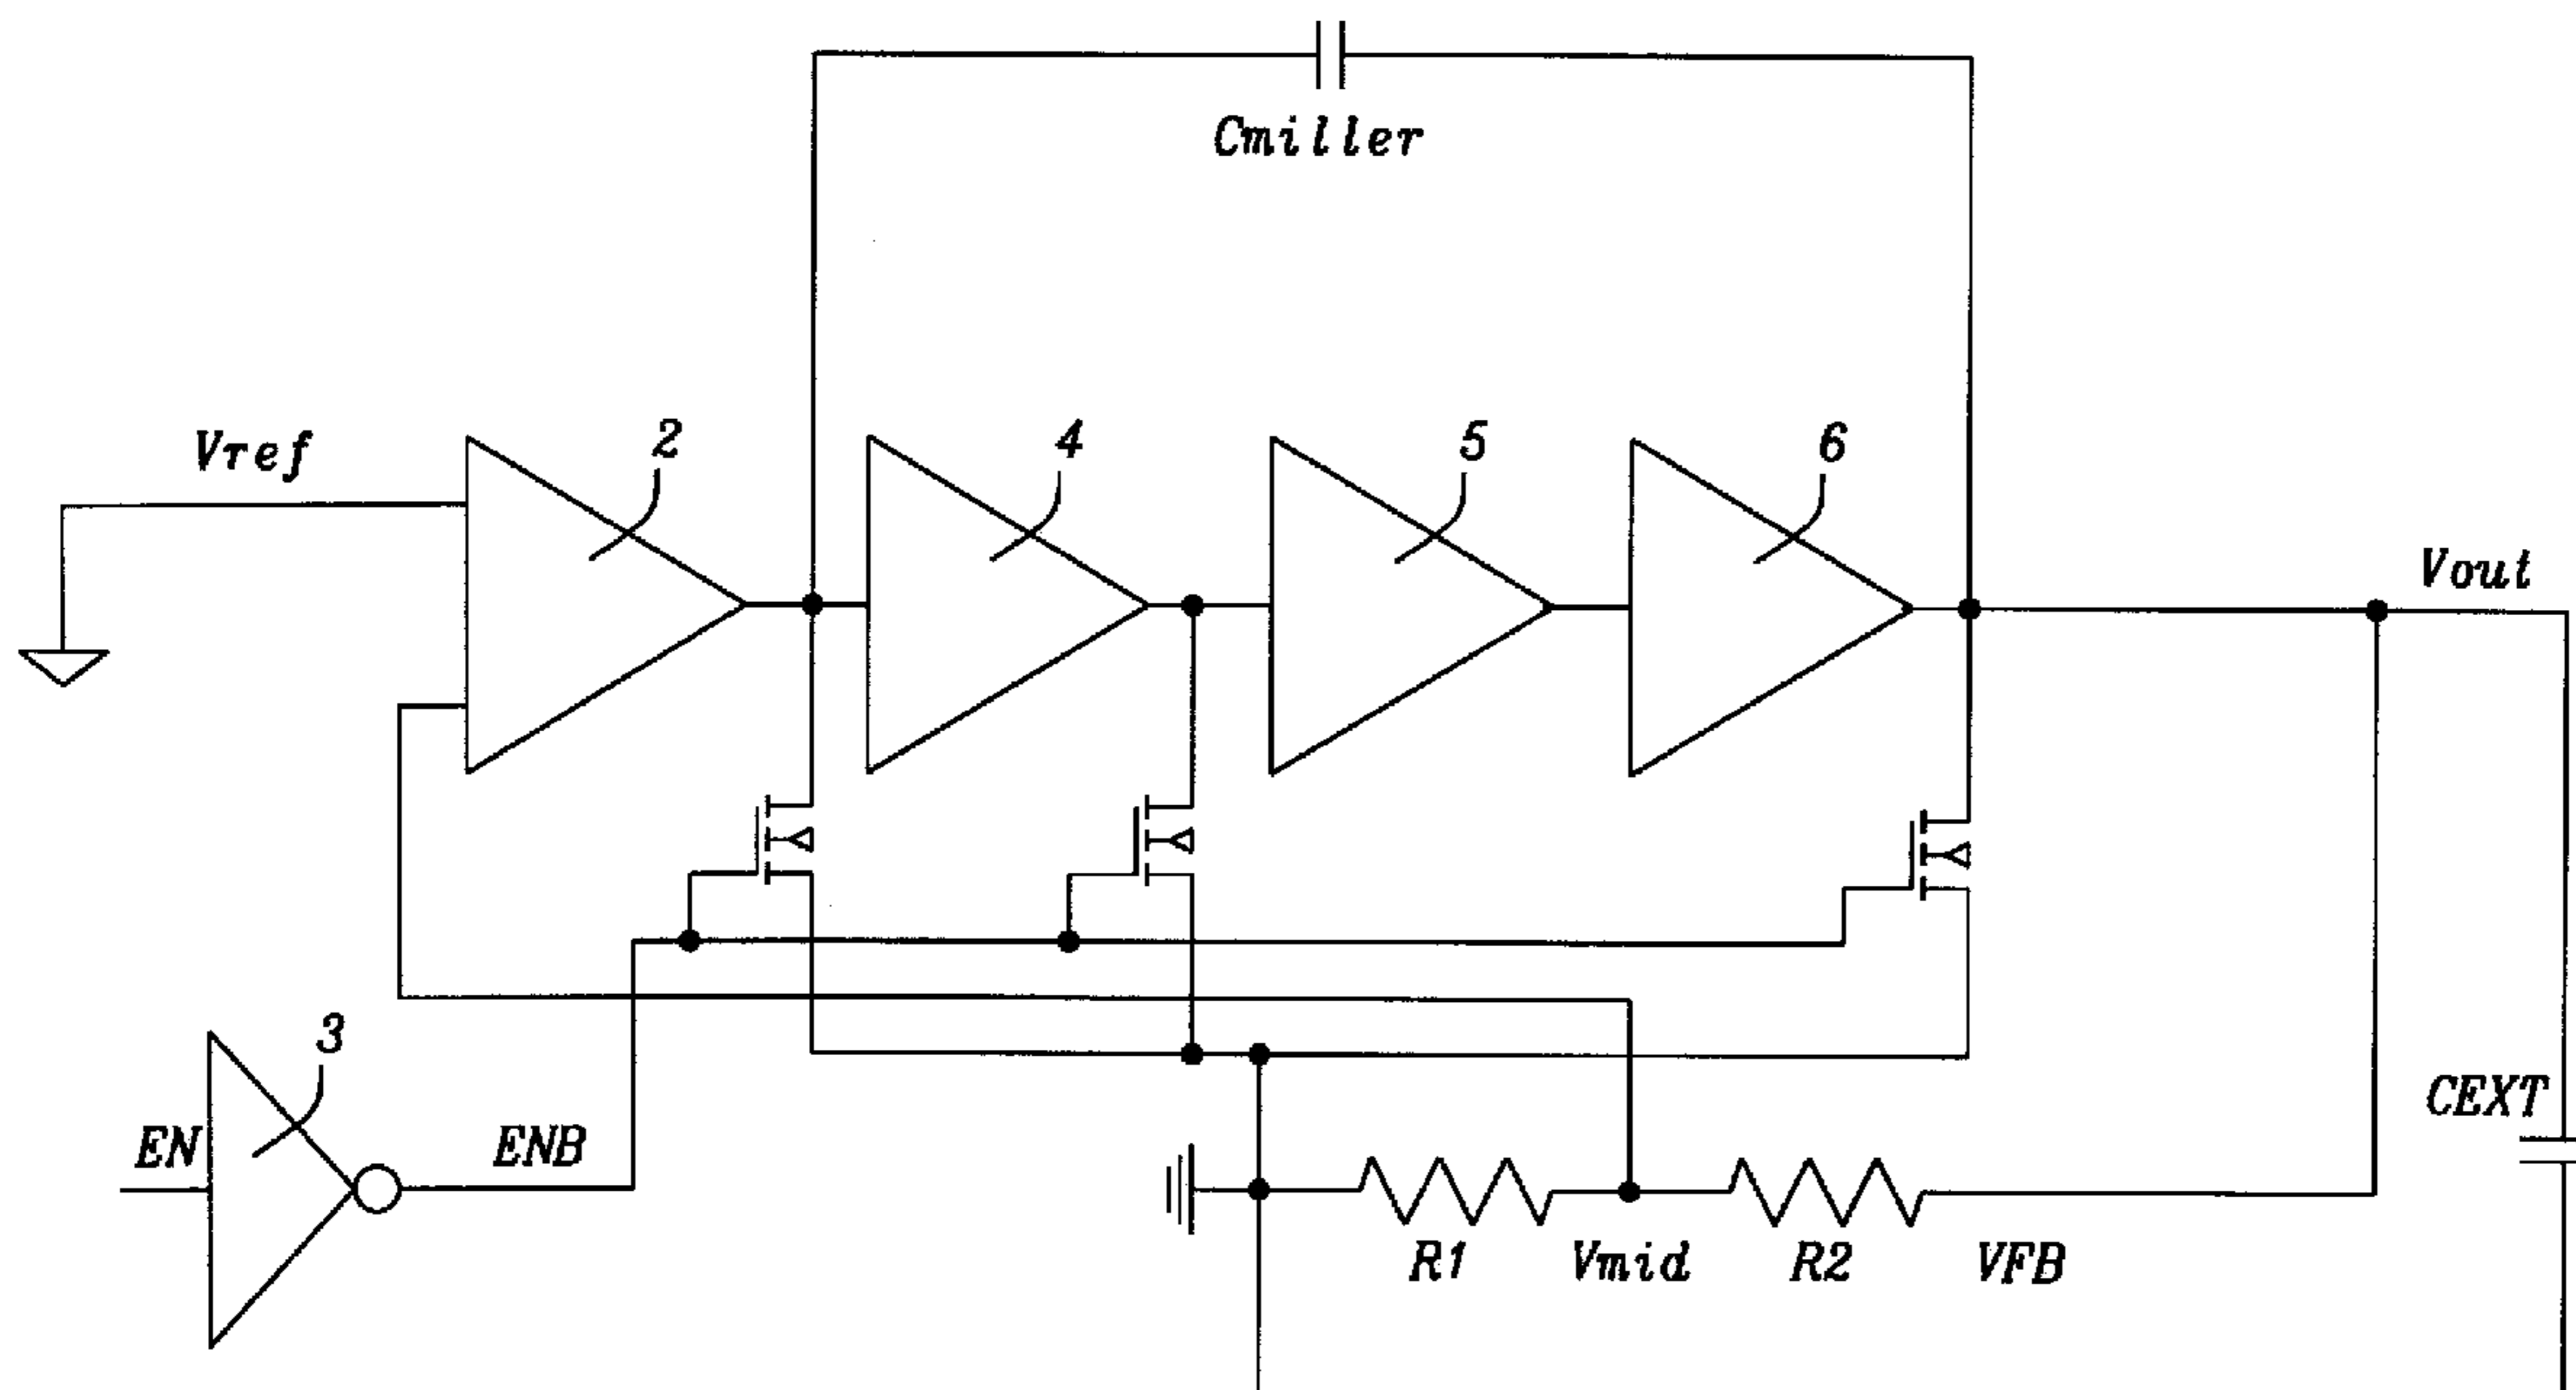 Cmiller
Vref
2
4
5
6
Vout
3
EN
ENB
CEXT
R1
Vmid
R2
VFB